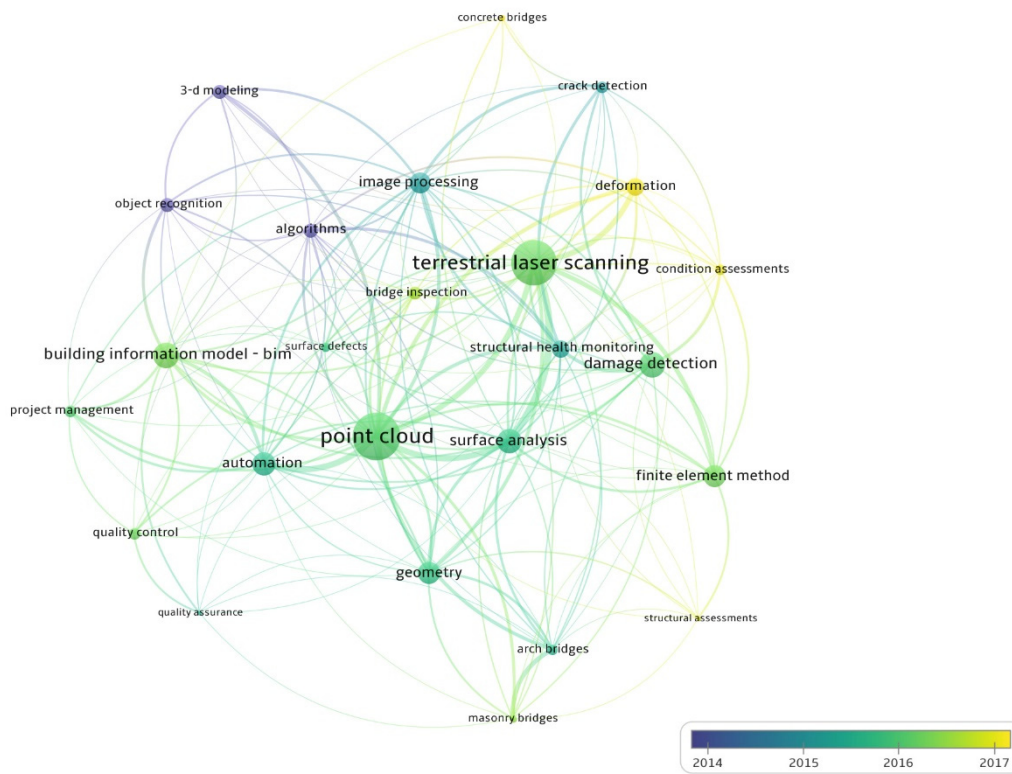 concrete bridges
3-d modeling
crack detection
image processing
deformation
object recognition
algorithms
terrestrial laser scanning
condition assessments
bridge inspection
surface defects
structural health monitoring
building information model - bim
damage detection
project management
point cloud
surface analysis
automation
finite element method
quality control
geometry
quality assurance
structural assessments
arch bridges
masonry bridges
2014 2015 2016 2017